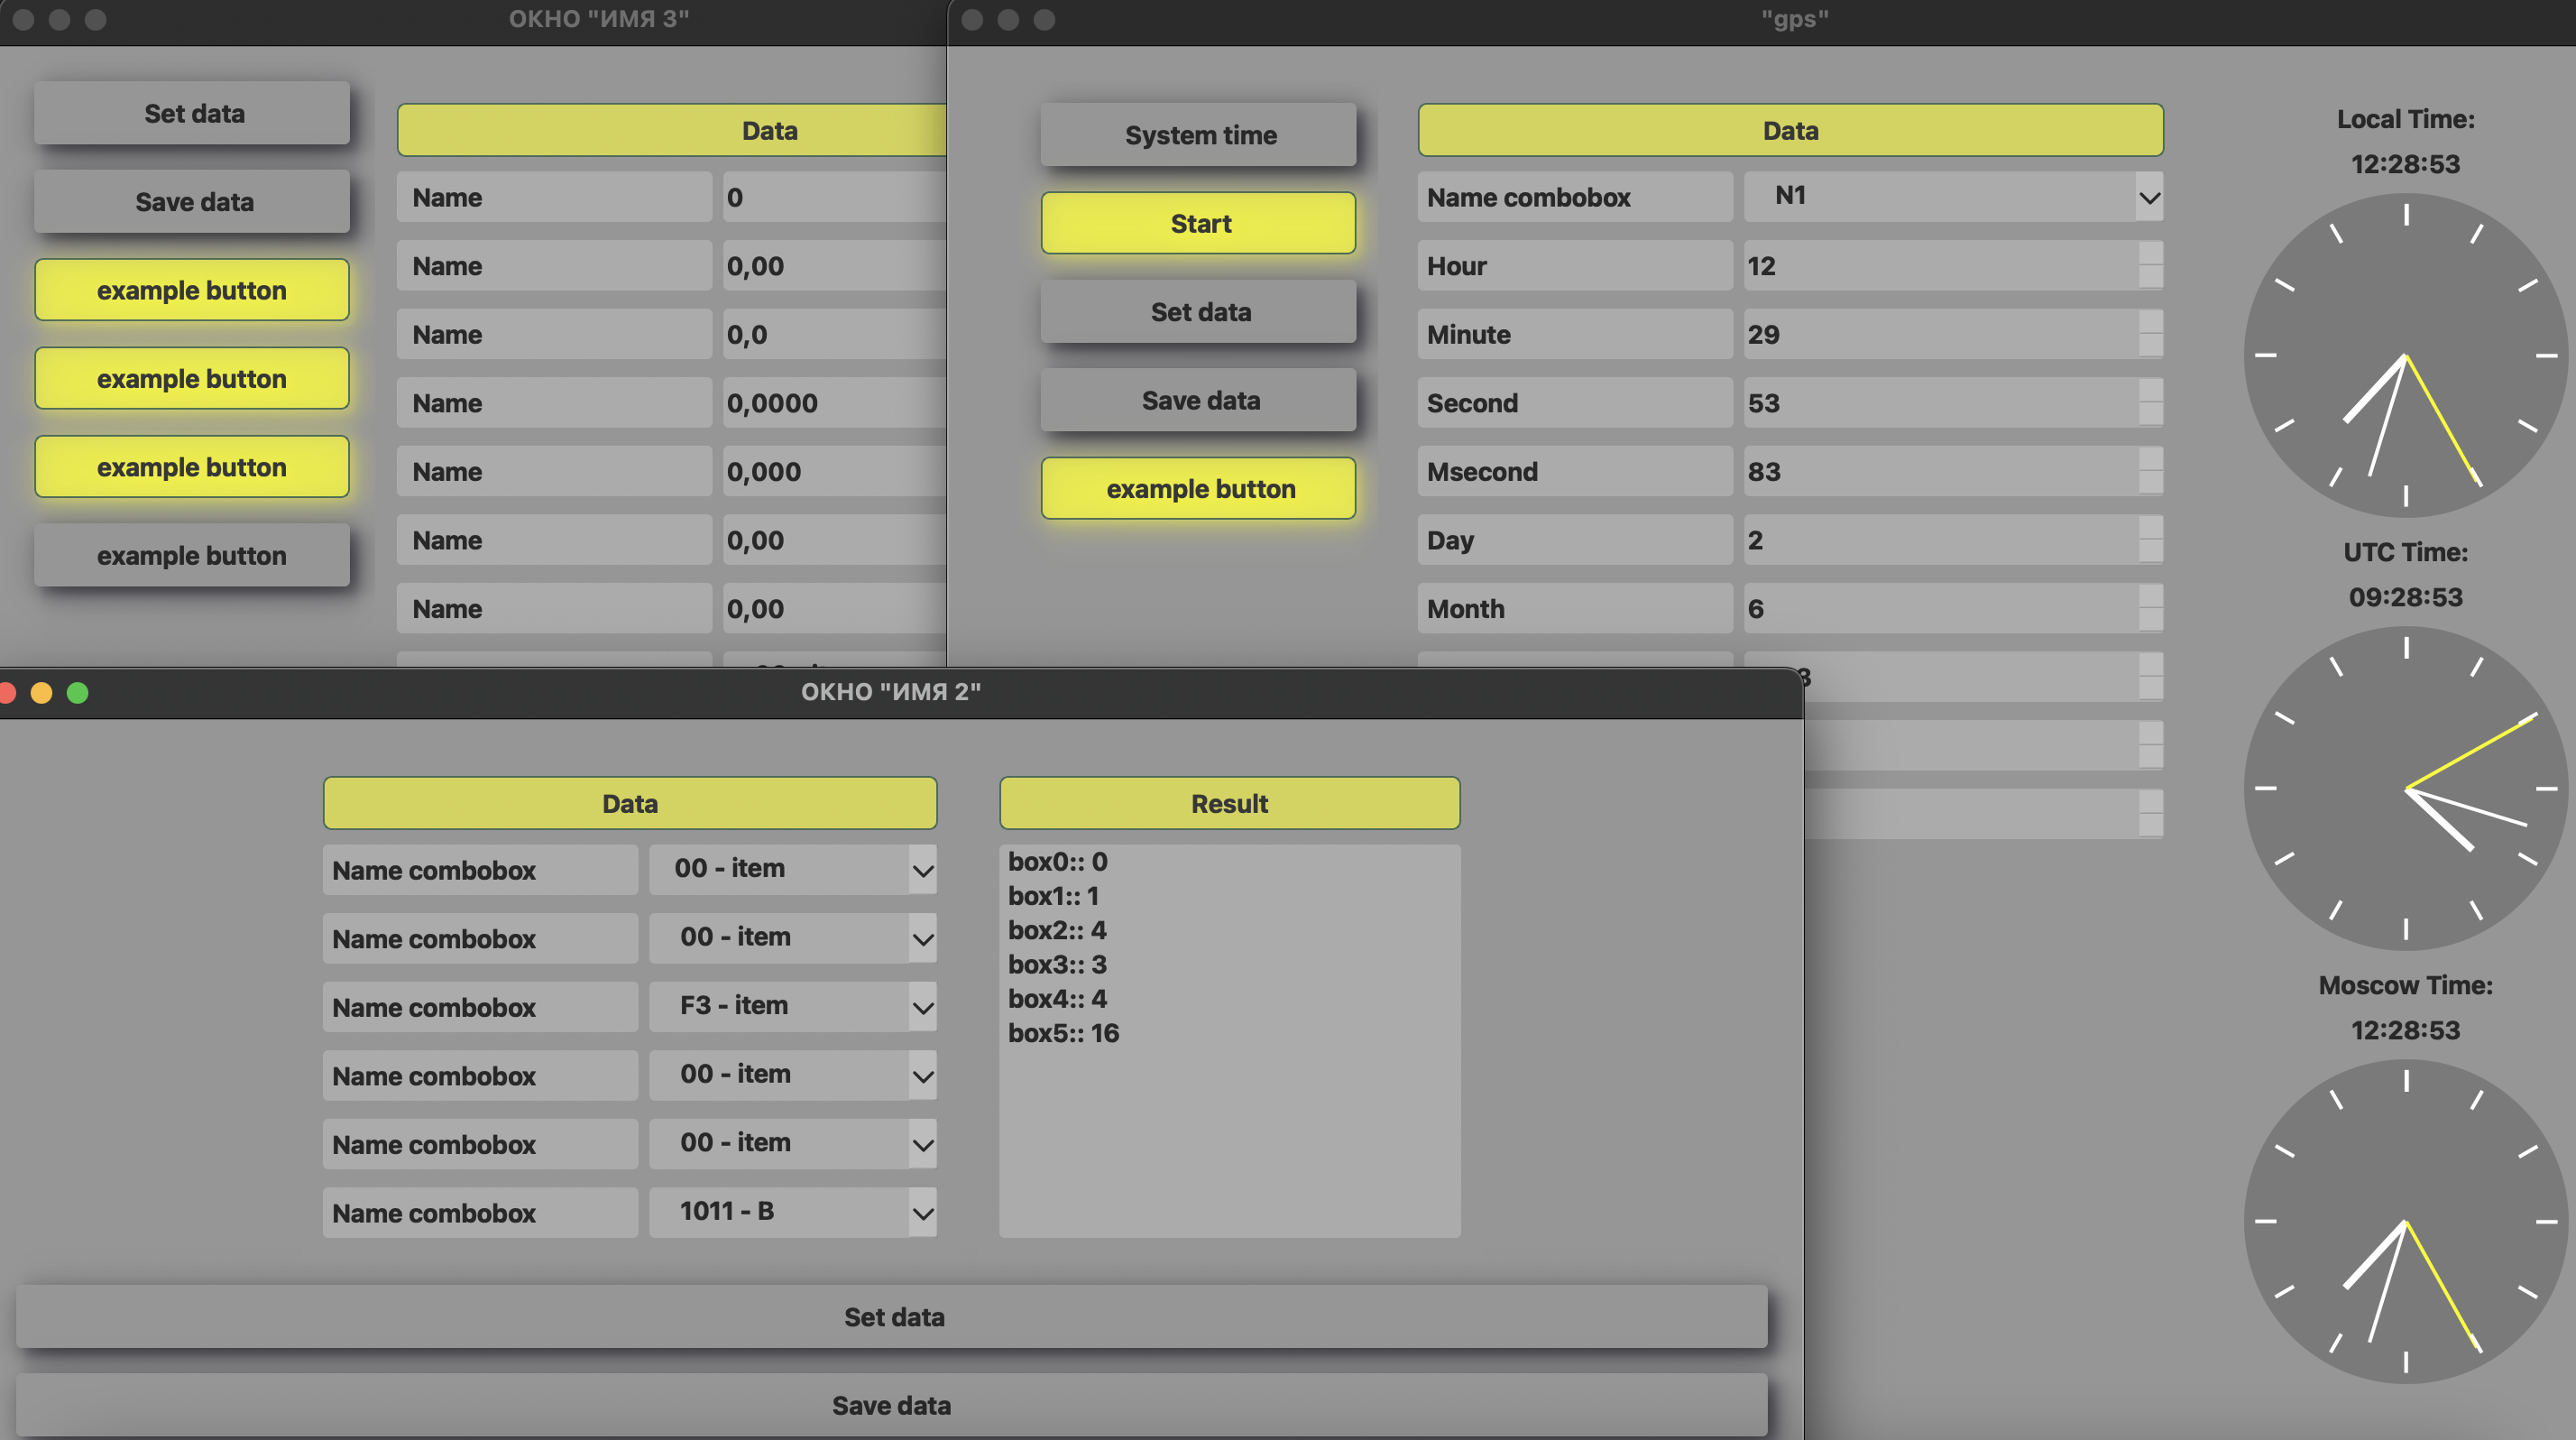 ОКНО "ИМЯ 3"
Set data
Save data
example button
example button
example button
example button
Data
Name 0
Name 0,00
Name 0,0
Name 0,0000
Name 0,000
Name 0,00
Name 0,00
"gps"
System time
Start
Set data
Save data
example button
Data
Name combobox N1
Hour 12
Minute 29
Second 53
Msecond 83
Day 2
Month 6
Local Time:
12:28:53
UTC Time:
09:28:53
Moscow Time:
12:28:53
ОКНО "ИМЯ 2"
Data
Name combobox 00 - item
Name combobox 00 - item
Name combobox F3 - item
Name combobox 00 - item
Name combobox 00 - item
Name combobox 1011 - B
Result
box0:: 0
box1:: 1
box2:: 4
box3:: 3
box4:: 4
box5:: 16
Set data
Save data